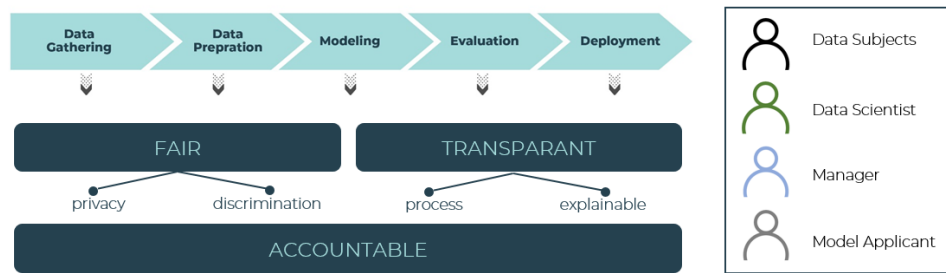 Data Gathering
Data Prepration
Modeling
Evaluation
Deployment
FAIR
TRANSPARANT
privacy
discrimination
process
explainable
ACCOUNTABLE
Data Subjects
Data Scientist
Manager
Model Applicant